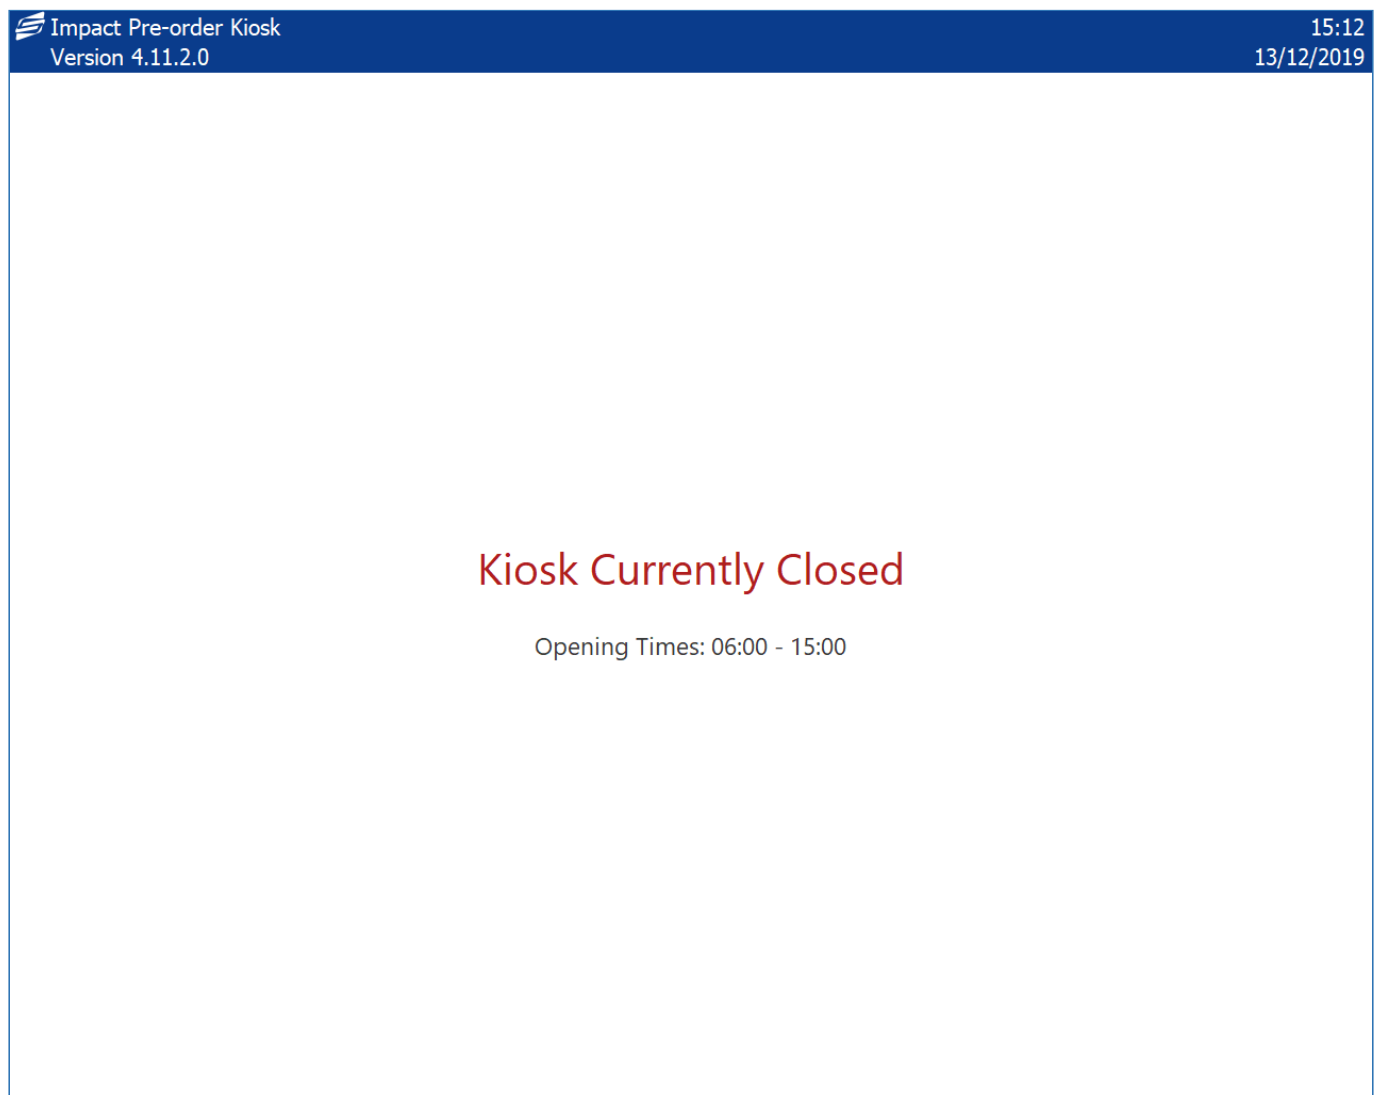 Impact Pre-order Kiosk
Version 4.11.2.0
15:12
13/12/2019
Kiosk Currently Closed
Opening Times: 06:00 - 15:00